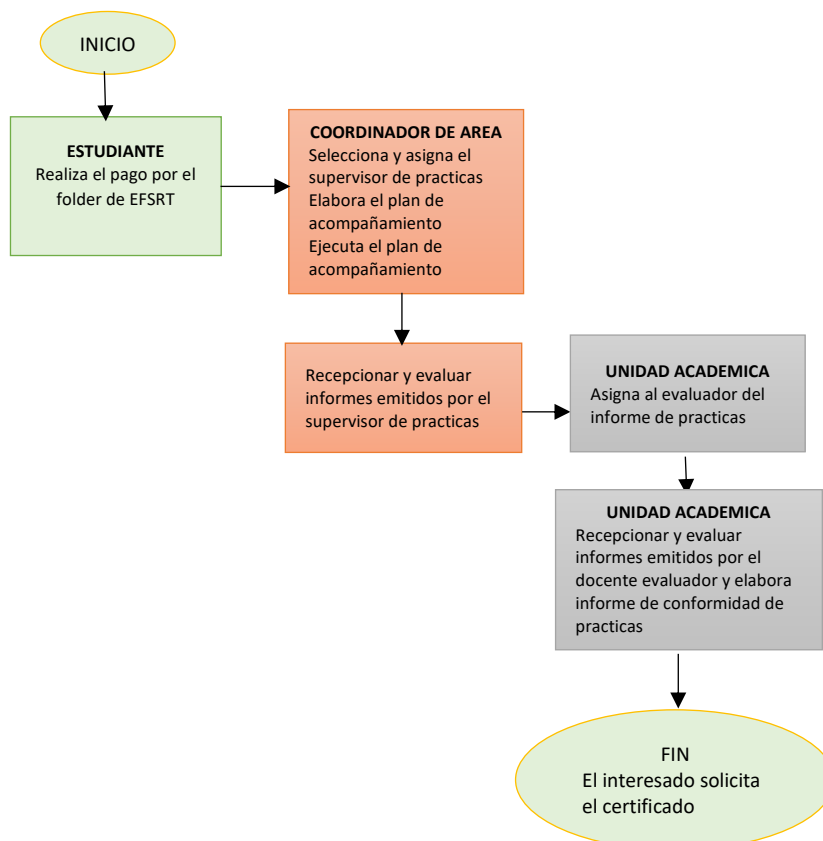 INICIO
ESTUDIANTE
Realiza el pago por el
folder de EFSRT
COORDINADOR DE AREA
Selecciona y asigna el
supervisor de practicas
Elabora el plan de
acompañamiento
Ejecuta el plan de
acompañamiento
Recepcionar y evaluar
informes emitidos por el
supervisor de practicas
UNIDAD ACADEMICA
Asigna al evaluador del
informe de practicas
UNIDAD ACADEMICA
Recepcionar y evaluar
informes emitidos por el
docente evaluador y elabora
informe de conformidad de
practicas
FIN
El interesado solicita
el certificado